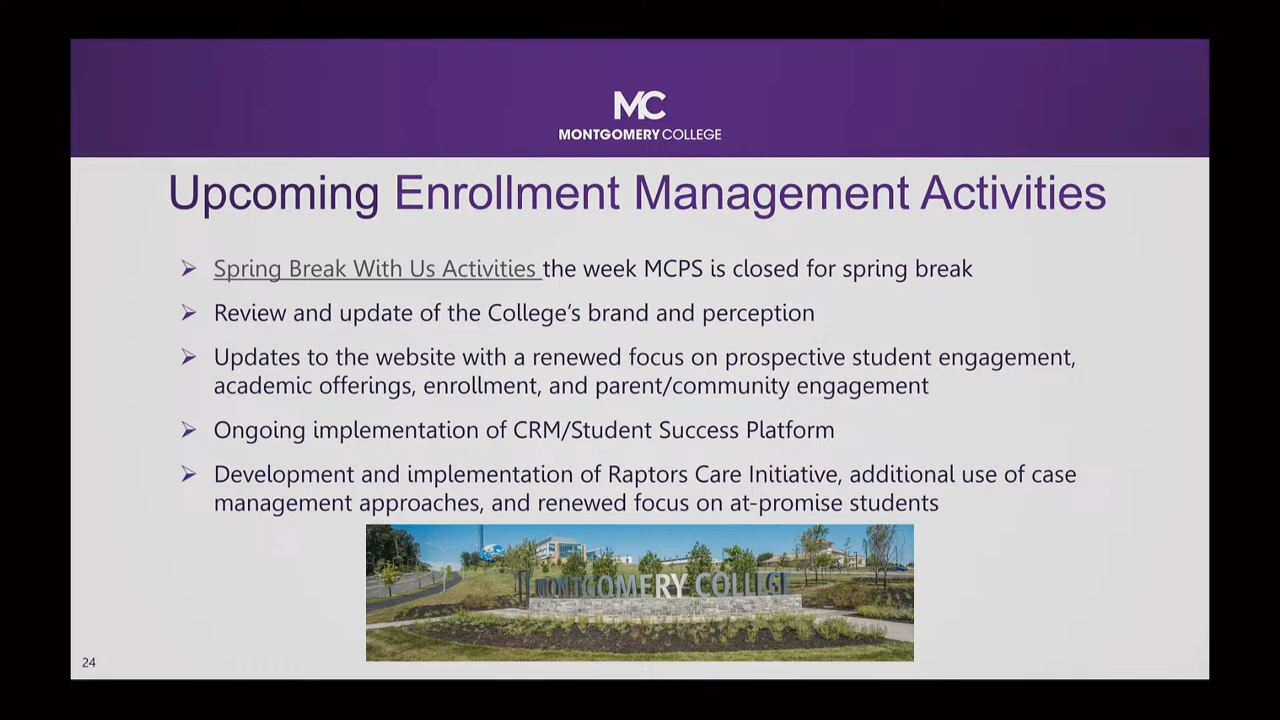 MC
MONTGOMERY COLLEGE
Upcoming Enrollment Management Activities
Spring Break With Us Activities the week MCPS is closed for spring break
Review and update of the College’s brand and perception
Updates to the website with a renewed focus on prospective student engagement,
academic offerings, enrollment, and parent/community engagement
Ongoing implementation of CRM/Student Success Platform
Development and implementation of Raptors Care Initiative, additional use of case
management approaches, and renewed focus on at-promise students
MONTGOMERY COLLEGE
24